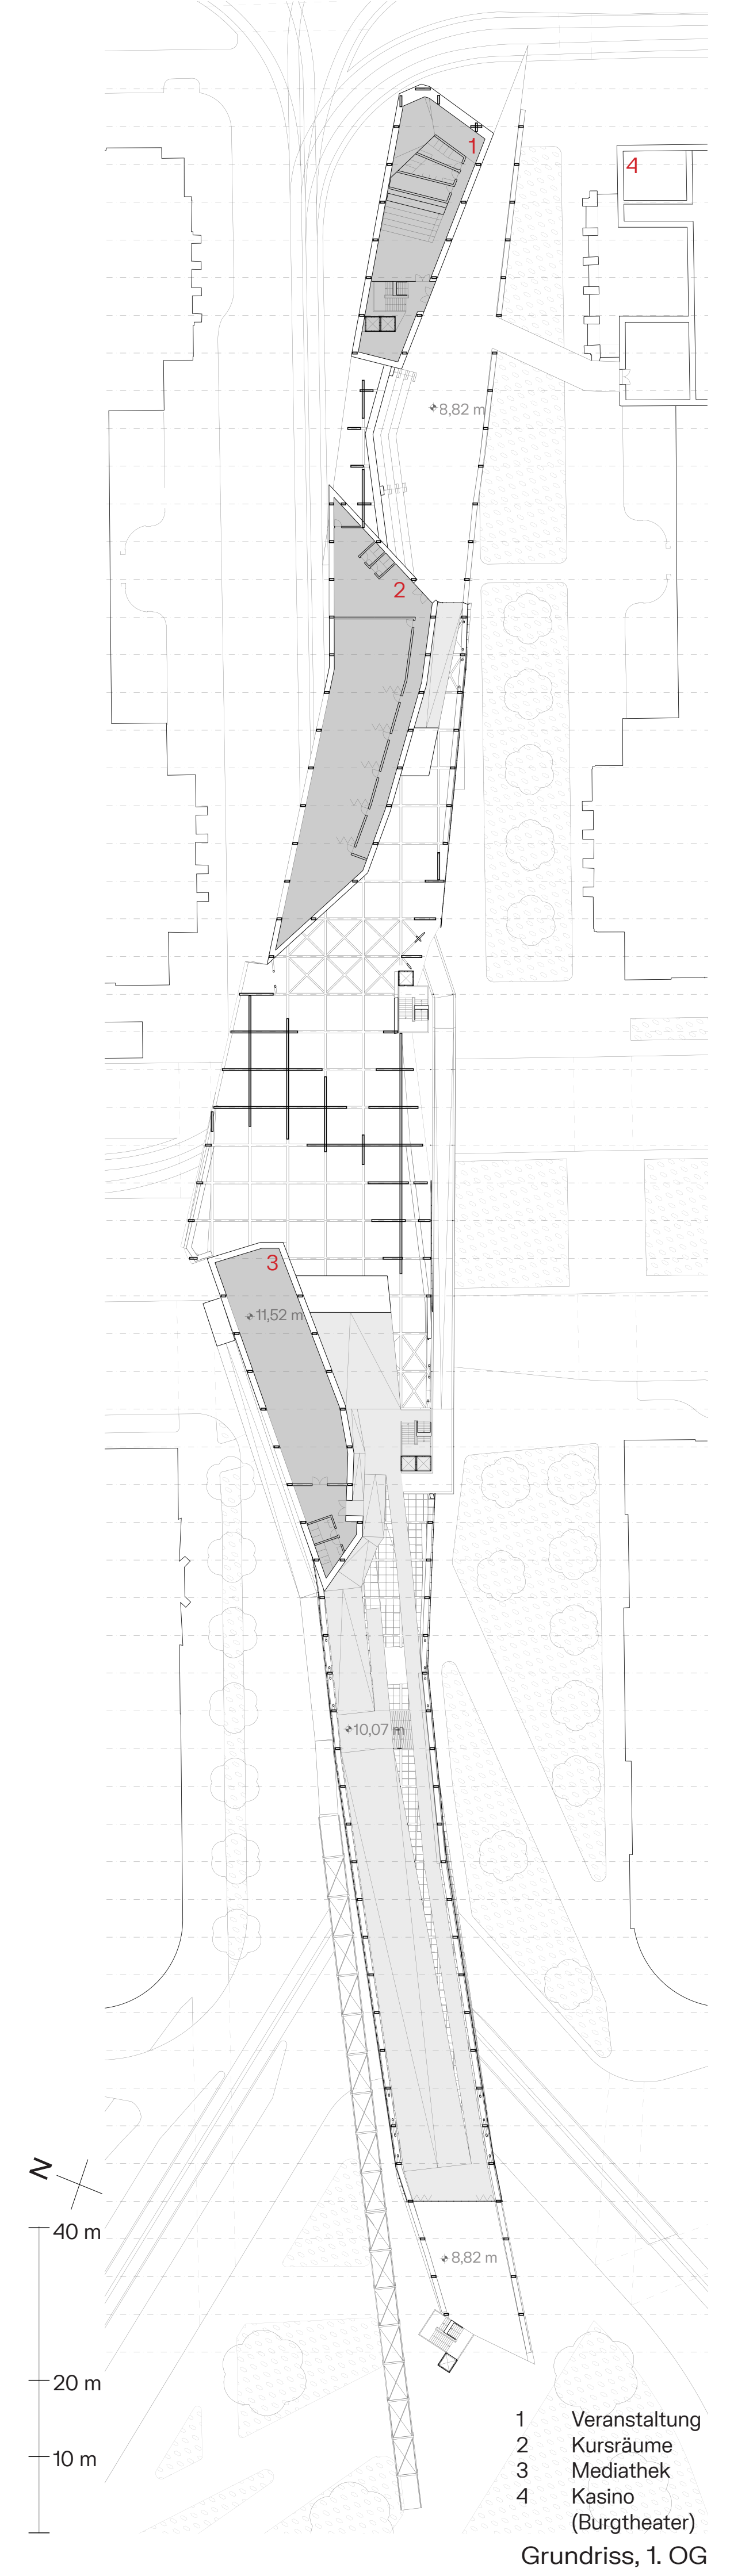 1
4
8,82 m
2
3
11,52 m
10,07 m
N
40 m
8,82 m
20 m
10 m
1 Veranstaltung
2 Kursräume
3 Mediathek
4 Kasino
(Burgtheater)
Grundriss, 1. OG